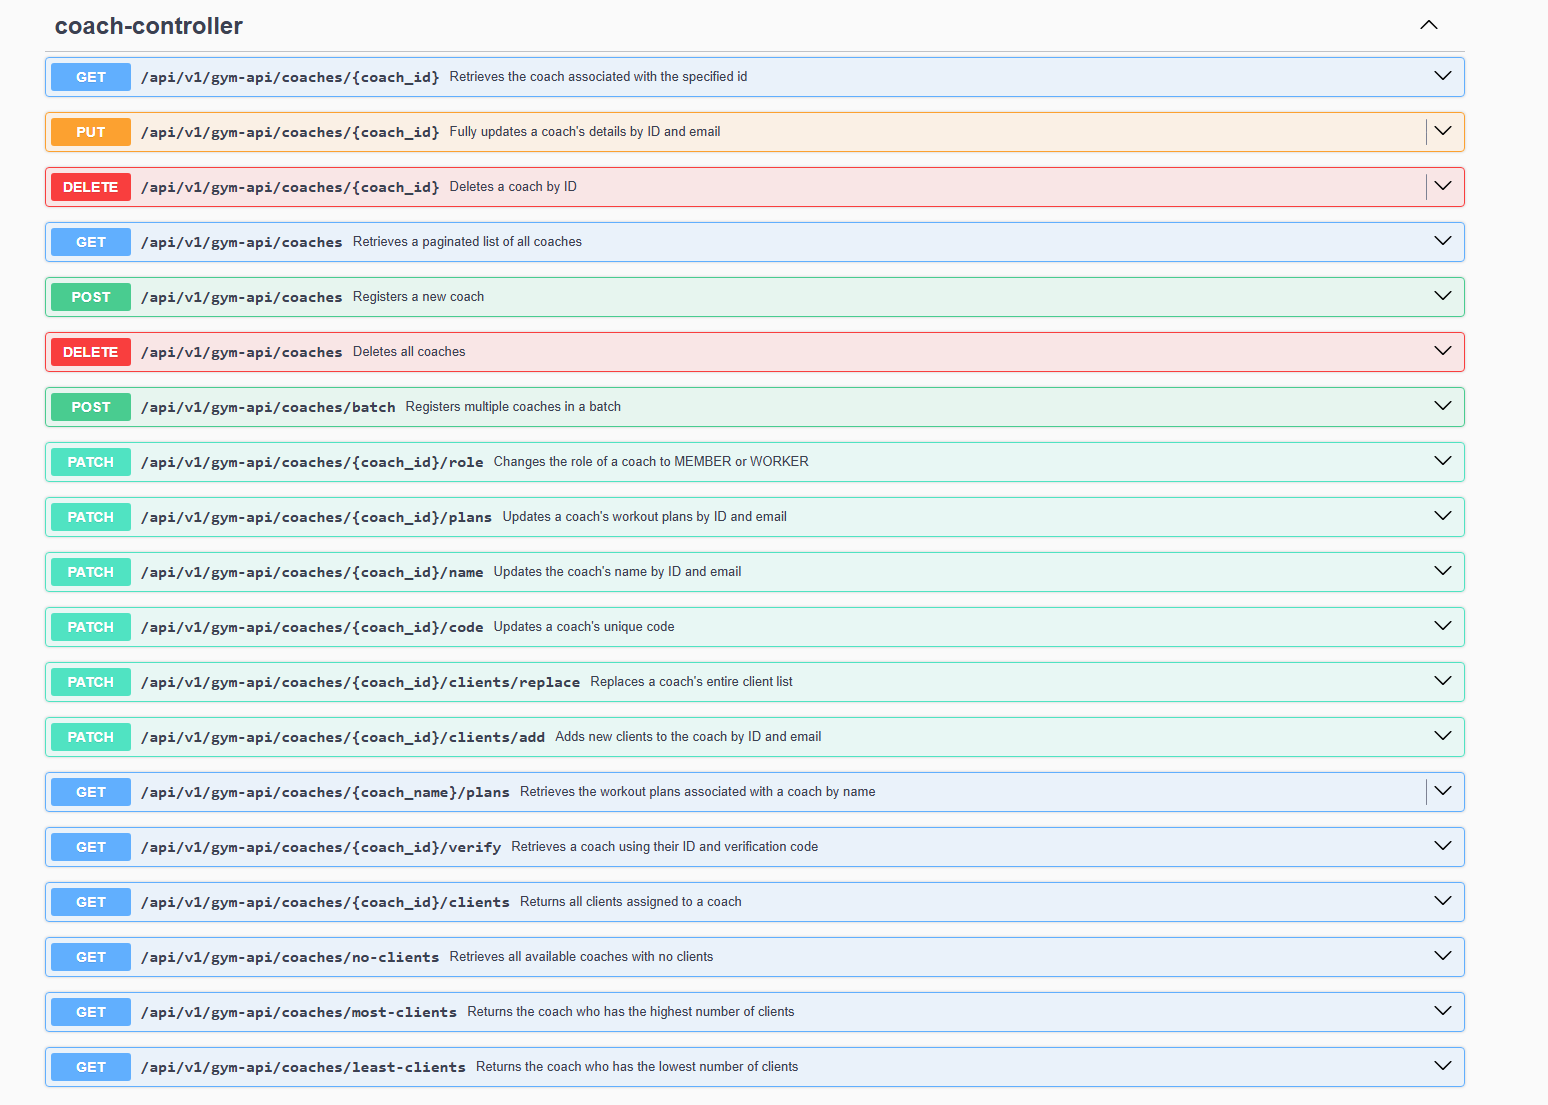 coach-controller
GET /api/v1/gym-api/coaches/{coach_id} Retrieves the coach associated with the specified id
PUT /api/v1/gym-api/coaches/{coach_id} Fully updates a coach's details by ID and email
DELETE /api/v1/gym-api/coaches/{coach_id} Deletes a coach by ID
GET /api/v1/gym-api/coaches Retrieves a paginated list of all coaches
POST /api/v1/gym-api/coaches Registers a new coach
DELETE /api/v1/gym-api/coaches Deletes all coaches
POST /api/v1/gym-api/coaches/batch Registers multiple coaches in a batch
PATCH /api/v1/gym-api/coaches/{coach_id}/role Changes the role of a coach to MEMBER or WORKER
PATCH /api/v1/gym-api/coaches/{coach_id}/plans Updates a coach's workout plans by ID and email
PATCH /api/v1/gym-api/coaches/{coach_id}/name Updates the coach's name by ID and email
PATCH /api/v1/gym-api/coaches/{coach_id}/code Updates a coach's unique code
PATCH /api/v1/gym-api/coaches/{coach_id}/clients/replace Replaces a coach's entire client list
PATCH /api/v1/gym-api/coaches/{coach_id}/clients/add Adds new clients to the coach by ID and email
GET /api/v1/gym-api/coaches/{coach_name}/plans Retrieves the workout plans associated with a coach by name
GET /api/v1/gym-api/coaches/{coach_id}/verify Retrieves a coach using their ID and verification code
GET /api/v1/gym-api/coaches/{coach_id}/clients Returns all clients assigned to a coach
GET /api/v1/gym-api/coaches/no-clients Retrieves all available coaches with no clients
GET /api/v1/gym-api/coaches/most-clients Returns the coach who has the highest number of clients
GET /api/v1/gym-api/coaches/least-clients Returns the coach who has the lowest number of clients